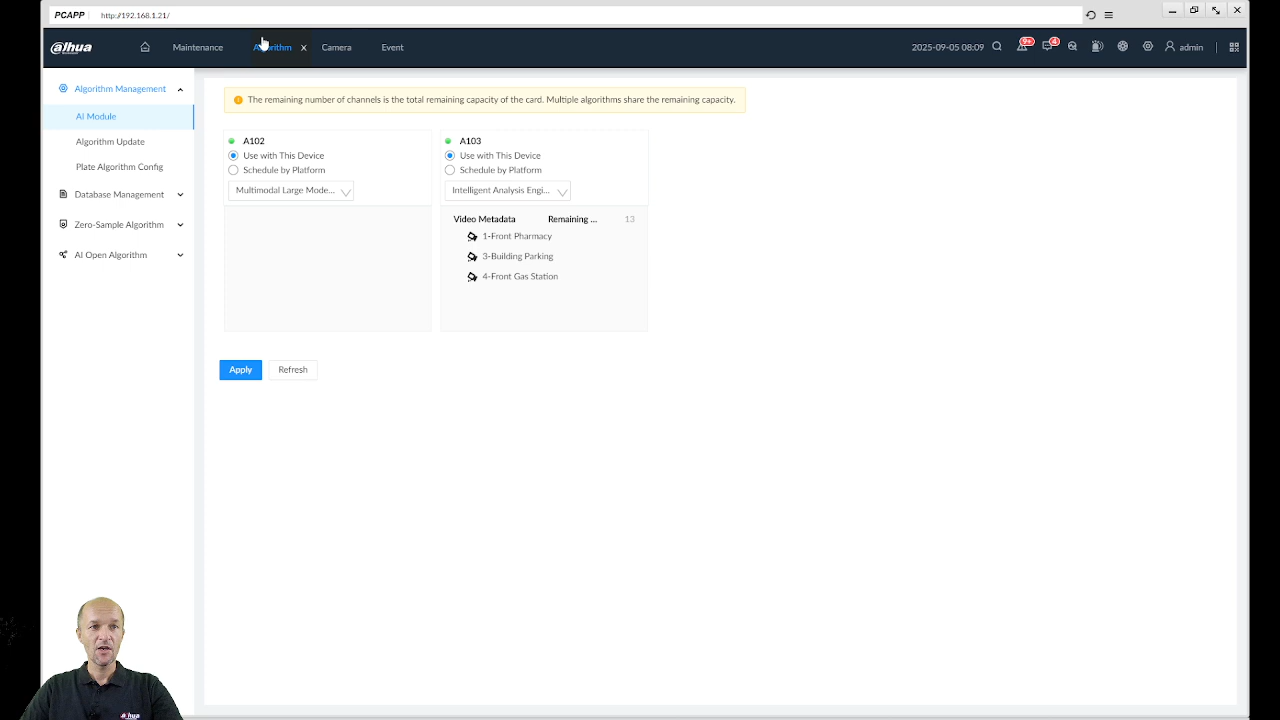 PCAPP http://192.168.1.21/
alhua
Maintenance
Algorithm x
Camera
Event
2025-09-05 08:09
9+
4
admin
Algorithm Management
AI Module
Algorithm Update
Plate Algorithm Config
Database Management
Zero-Sample Algorithm
AI Open Algorithm
The remaining number of channels is the total remaining capacity of the card. Multiple algorithms share the remaining capacity.
A102
Use with This Device
Schedule by Platform
Multimodal Large Mode...
A103
Use with This Device
Schedule by Platform
Intelligent Analysis Engi...
Video Metadata Remaining ... 13
1-Front Pharmacy
3-Building Parking
4-Front Gas Station
Apply
Refresh
alhua